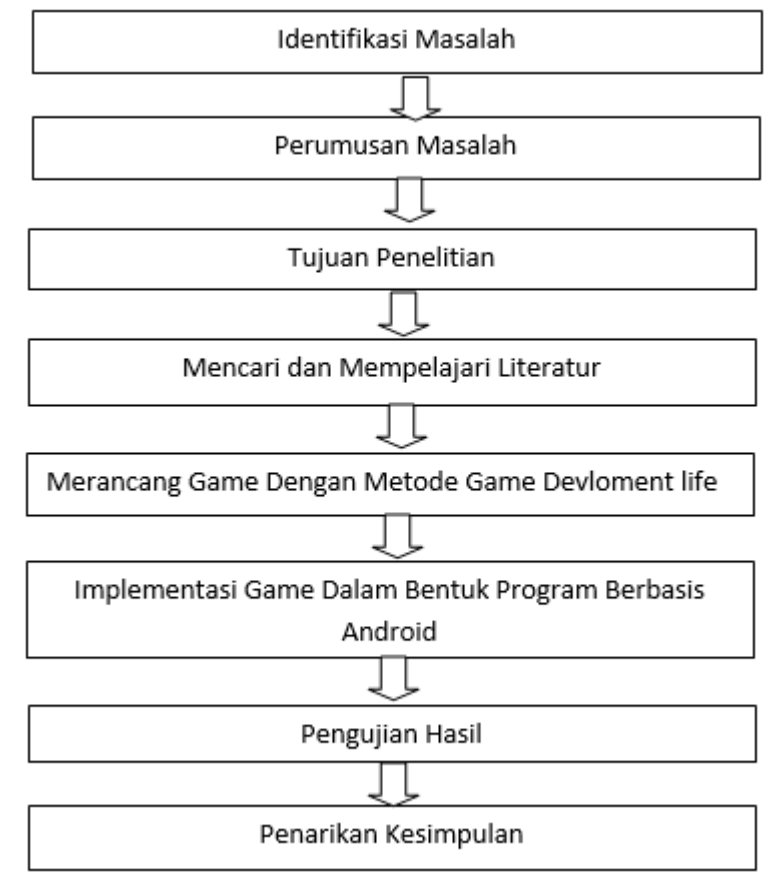 Identifikasi Masalah
Perumusan Masalah
Tujuan Penelitian
Mencari dan Mempelajari Literatur
Merancang Game Dengan Metode Game Devloment life
Implementasi Game Dalam Bentuk Program Berbasis
Android
Pengujian Hasil
Penarikan Kesimpulan